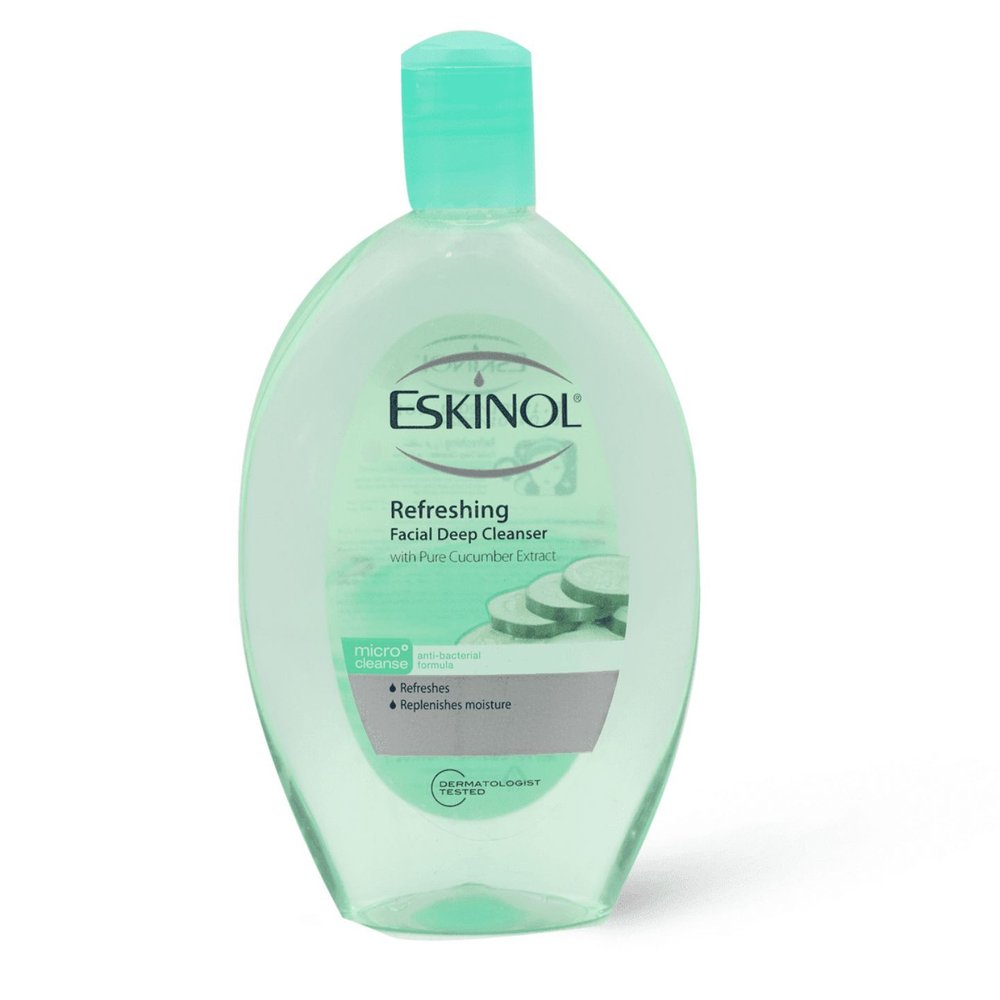 ESKINOL®
Refreshing
Facial Deep Cleanser
with Pure Cucumber Extract
micro
cleanse
anti-bacterial
formula
Refreshes
Replenishes moisture
DERMATOLOGIST
TESTED